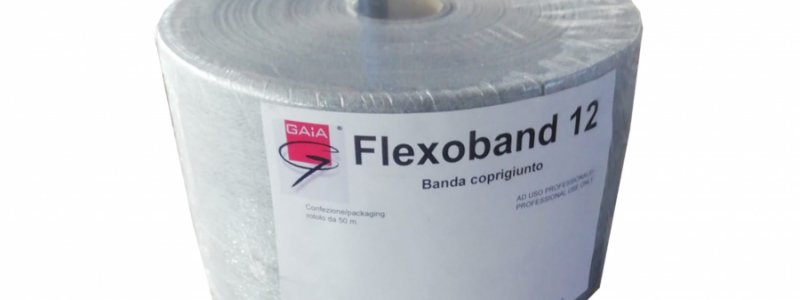 GAiA ®
Flexoband 12
Banda coprigiunto
Confezione/packaging
rotolo da 50 m
AD USO PROFESSIONALE/
PROFESSIONAL USE ONLY